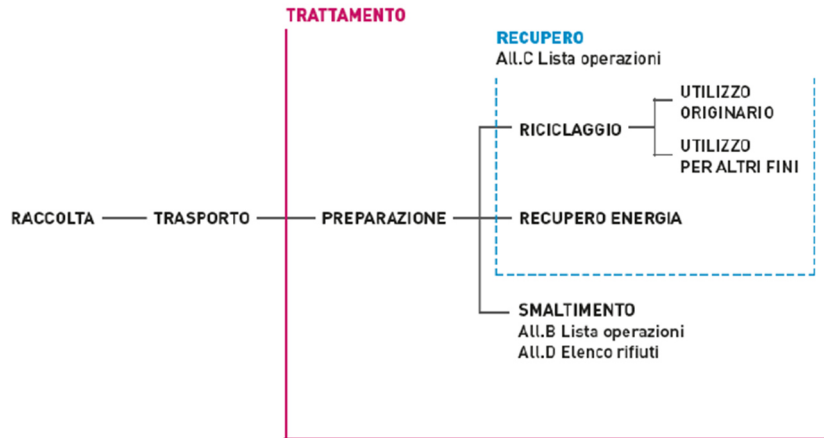 TRATTAMENTO
RECUPERO
All.C Lista operazioni
UTILIZZO
ORIGINARIO
RICICLAGGIO
UTILIZZO
PER ALTRI FINI
RACCOLTA
TRASPORTO
PREPARAZIONE
RECUPERO ENERGIA
SMALTIMENTO
All.B Lista operazioni
All.D Elenco rifiuti